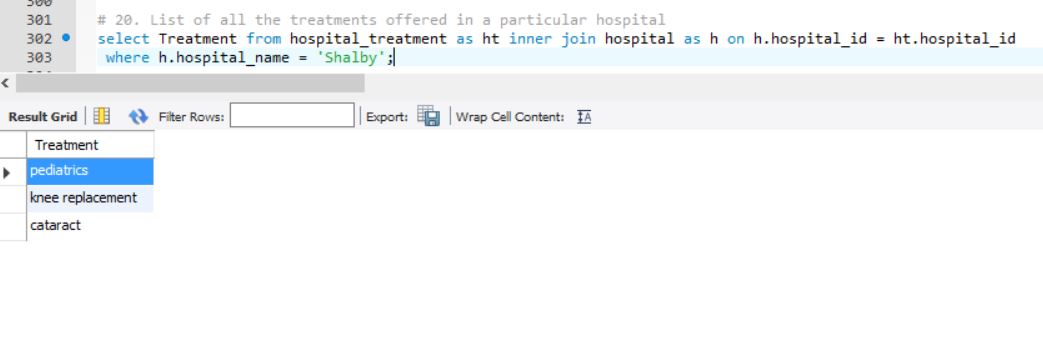 300
301 # 20. List of all the treatments offered in a particular hospital
302 select Treatment from hospital_treatment as ht inner join hospital as h on h.hospital_id = ht.hospital_id
303 where h.hospital_name = 'Shalby';
Result Grid Filter Rows: Export: Wrap Cell Content: IA
Treatment
pediatrics
knee replacement
cataract